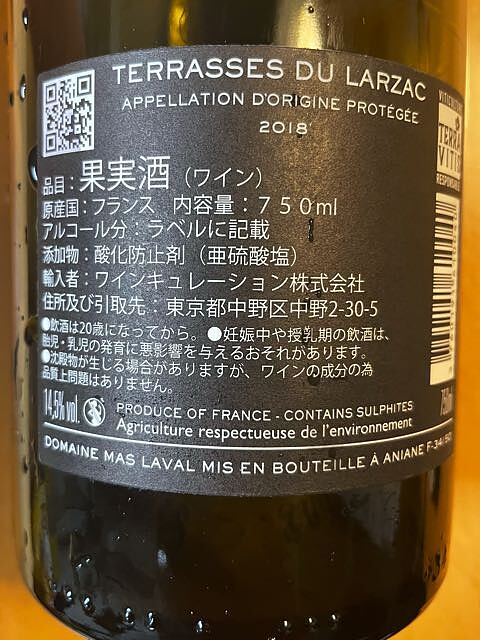 TERRASSES DU LARZAC
APPELLATION D'ORIGINE PROTÉGÉE
2018
品目：果実酒（ワイン）
原産国：フランス　内容量：７５０ml
アルコール分：ラベルに記載
添加物：酸化防止剤（亜硫酸塩）
輸入者：ワインキュレーション株式会社
住所及び引取先：東京都中野区中野2-30-5
●飲酒は20歳になってから。●妊娠中や授乳期の飲酒は、
胎児・乳児の発育に悪影響を与えるおそれがあります。
●沈殿物が生じる場合がありますが、ワインの成分の為
品質上問題はありません。
14,5% vol.
PRODUCE OF FRANCE - CONTAINS SULPHITES
Agriculture respectueuse de l'environnement
DOMAINE MAS LAVAL MIS EN BOUTEILLE À ANIANE
TERRA
VITIS